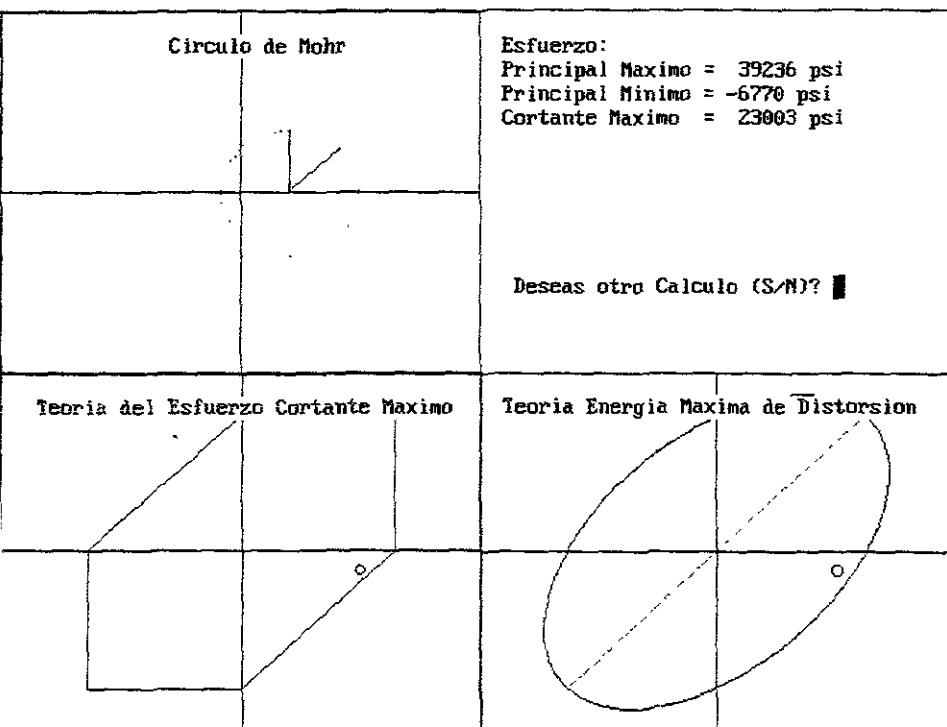 Circulo de Mohr
Esfuerzo:
Principal Maximo = 39236 psi
Principal Minimo = -6770 psi
Cortante Maximo = 23003 psi
Deseas otro Calculo (S/N)?
Teoria del Esfuerzo Cortante Maximo
Teoria Energia Maxima de Distorsion